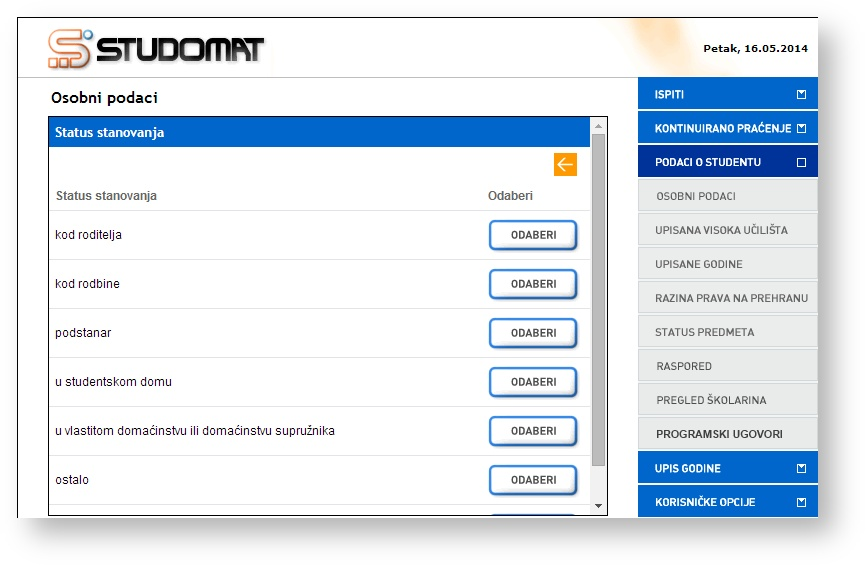 STUDOMAT
Petak, 16.05.2014
Osobni podaci
Status stanovanja
Status stanovanja Odaberi
kod roditelja ODABERI
kod rodbine ODABERI
podstanar ODABERI
u studentskom domu ODABERI
u vlastitom domaćinstvu ili domaćinstvu supružnika ODABERI
ostalo ODABERI
ISPITI
KONTINUIRANO PRAĆENJE
PODACI O STUDENTU
OSOBNI PODACI
UPISANA VISOKA UČILIŠTA
UPISANE GODINE
RAZINA PRAVA NA PREHRANU
STATUS PREDMETA
RASPORED
PREGLED ŠKOLARINA
PROGRAMSKI UGOVORI
UPIS GODINE
KORISNIČKE OPCIJE